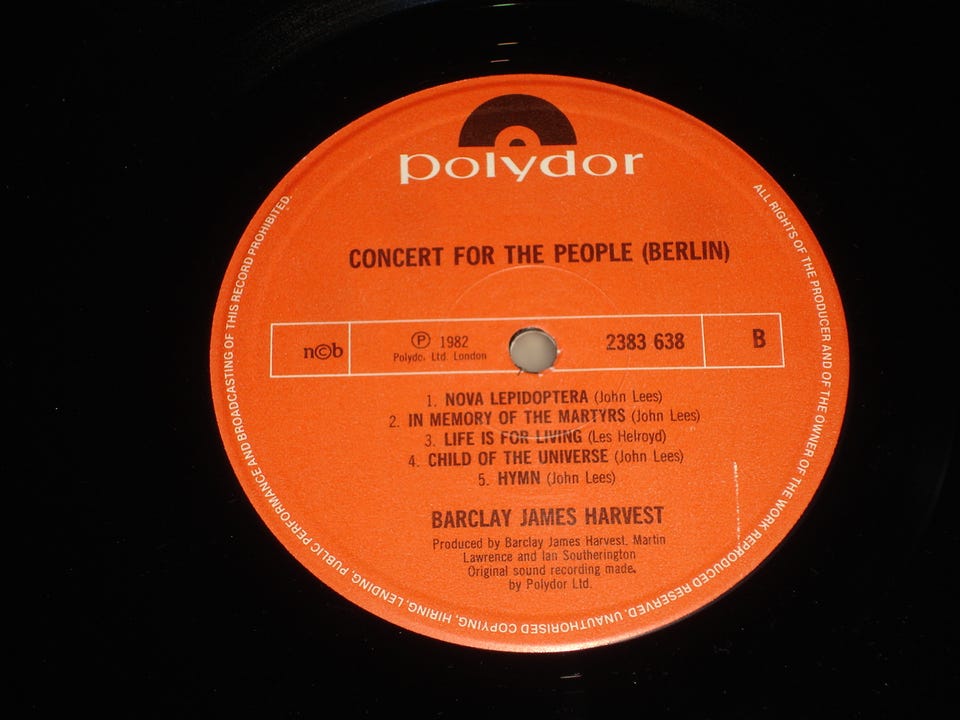 polydor
CONCERT FOR THE PEOPLE (BERLIN)
n©b
Ⓟ 1982
Polydor Ltd. London
2383 638
B
1. NOVA LEPIDOPTERA (John Lees)
2. IN MEMORY OF THE MARTYRS (John Lees)
3. LIFE IS FOR LIVING (Les Helroyd)
4. CHILD OF THE UNIVERSE (John Lees)
5. HYMN (John Lees)
BARCLAY JAMES HARVEST
Produced by Barclay James Harvest, Martin
Lawrence and Ian Southerington
Original sound recording made
by Polydor Ltd.
ALL RIGHTS OF THE PRODUCER AND OF THE OWNER OF THE WORK REPRODUCED RESERVED. UNAUTHORISED COPYING, HIRING, LENDING, PUBLIC PERFORMANCE AND BROADCASTING OF THIS RECORD PROHIBITED.